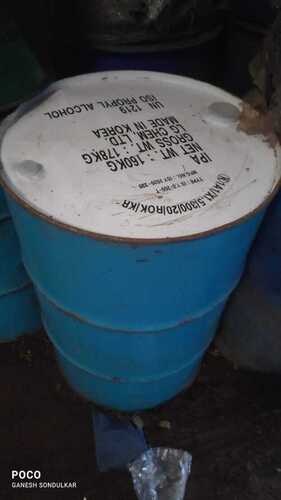 IPA
NET WT : 160KG
GROSS WT : 178KG
LG CHEM LTD.
MADE IN KOREA
UN 1219
ISO PROPYL ALCOHOL
POCO
GANESH SONDULKAR